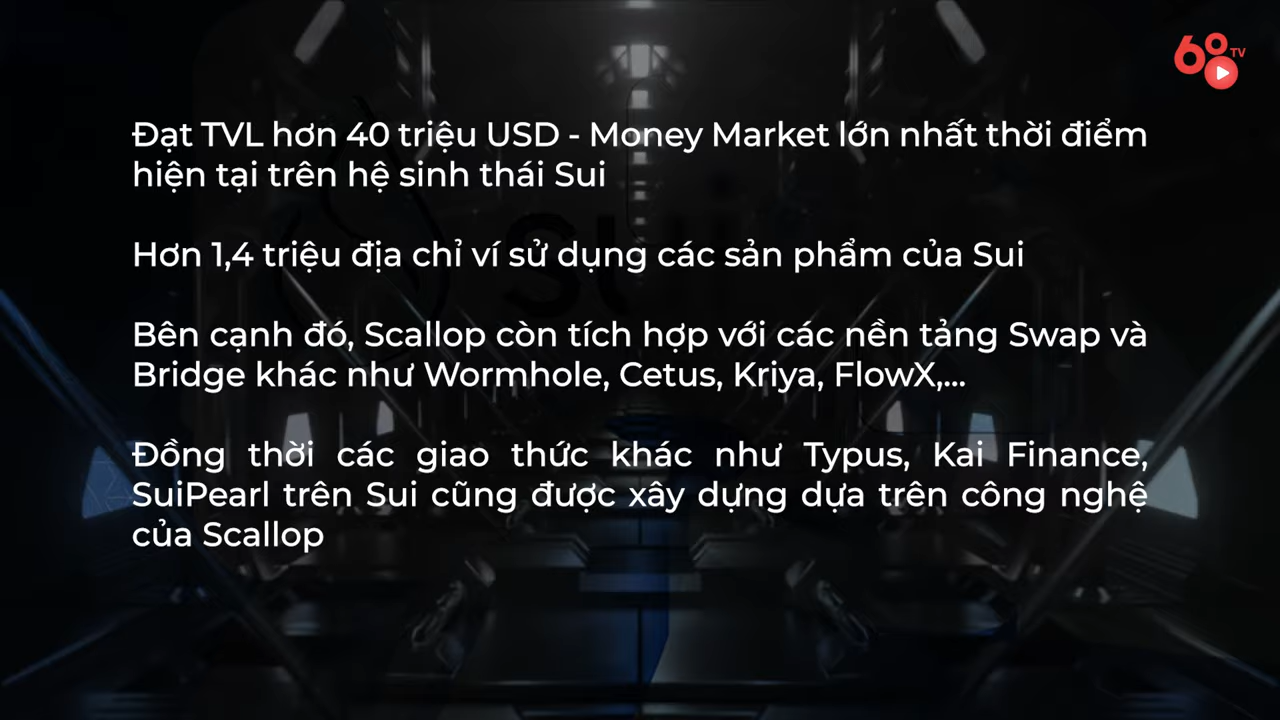 68 TV
Đạt TVL hơn 40 triệu USD - Money Market lớn nhất thời điểm
hiện tại trên hệ sinh thái Sui
Hơn 1,4 triệu địa chỉ ví sử dụng các sản phẩm của Sui
Bên cạnh đó, Scallop còn tích hợp với các nền tảng Swap và
Bridge khác như Wormhole, Cetus, Kriya, FlowX,...
Đồng thời các giao thức khác như Typus, Kai Finance,
SuiPearl trên Sui cũng được xây dựng dựa trên công nghệ
của Scallop